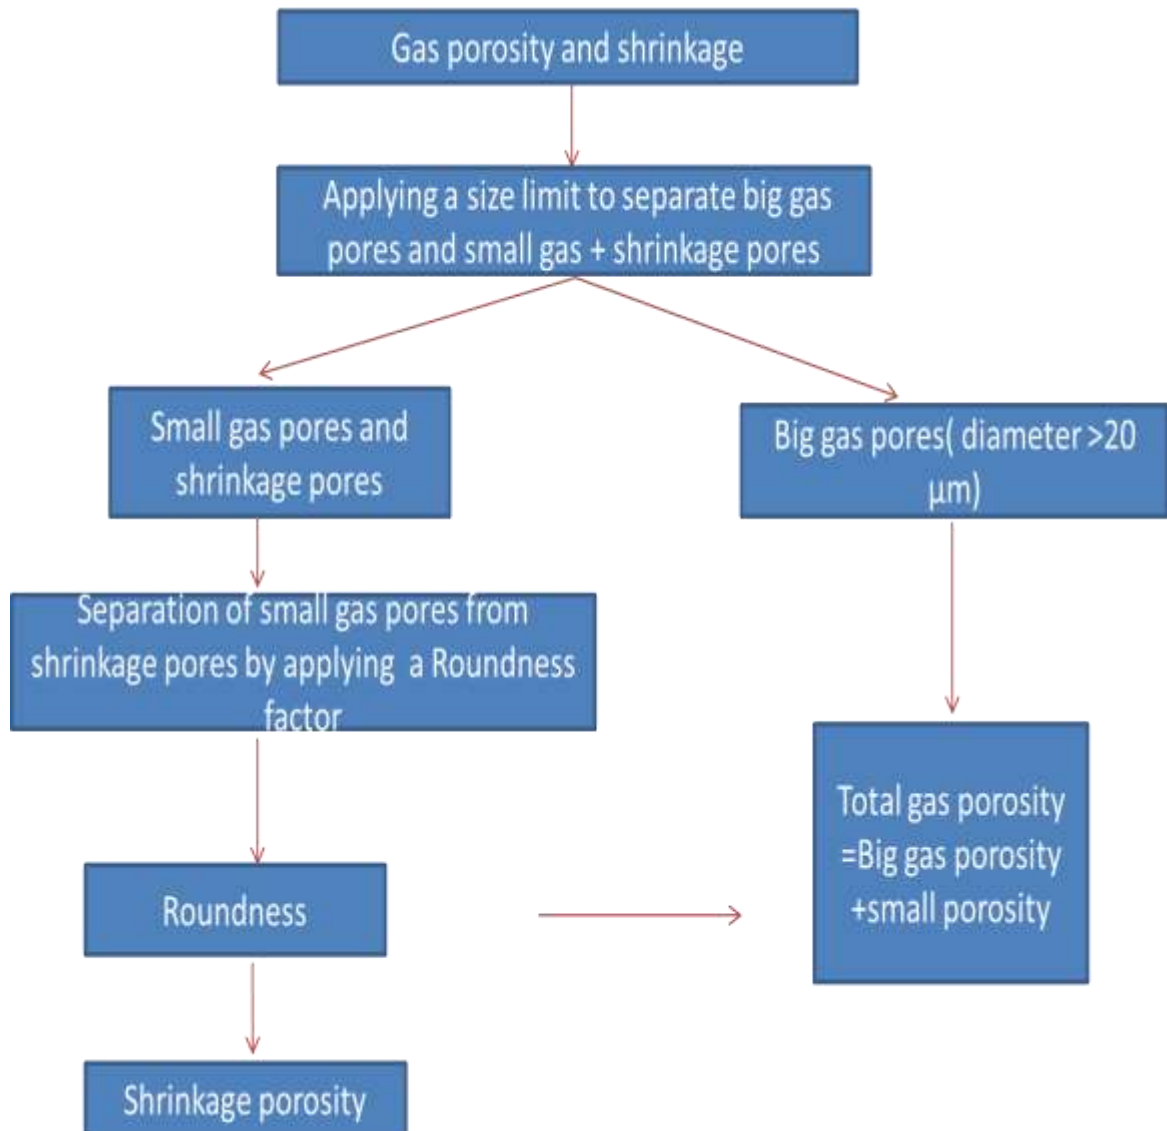 Gas porosity and shrinkage
Applying a size limit to separate big gas
pores and small gas + shrinkage pores
Small gas pores and
shrinkage pores
Big gas pores( diameter >20
µm)
Separation of small gas pores from
shrinkage pores by applying a Roundness
factor
Total gas porosity
=Big gas porosity
+small porosity
Roundness
Shrinkage porosity